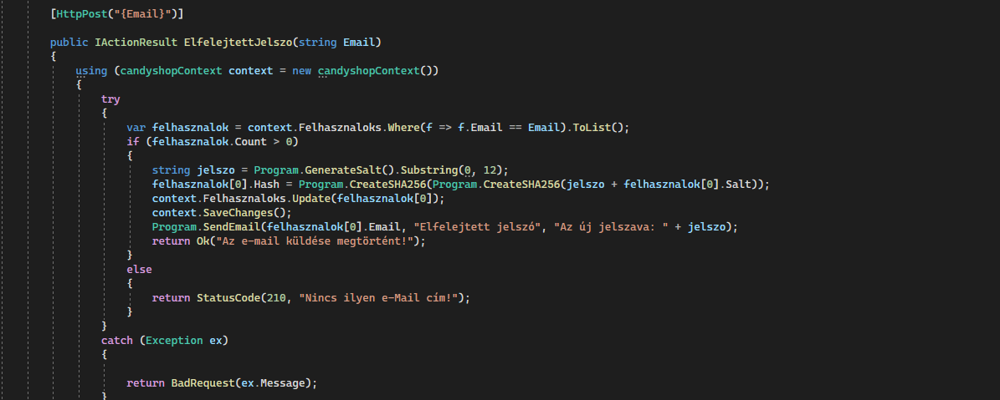 [HttpPost("{Email}")]
public IActionResult ElfelejtettJelszo(string Email)
{
using (candyshopContext context = new candyshopContext())
{
try
{
var felhasznalok = context.Felhasznaloks.Where(f => f.Email == Email).ToList();
if (felhasznalok.Count > 0)
{
string jelszo = Program.GenerateSalt().Substring(0, 12);
felhasznalok[0].Hash = Program.CreateSHA256(Program.CreateSHA256(jelszo + felhasznalok[0].Salt));
context.Felhasznaloks.Update(felhasznalok[0]);
context.SaveChanges();
Program.SendEmail(felhasznalok[0].Email, "Elfelejtett jelszó", "Az új jelszava: " + jelszo);
return Ok("Az e-mail küldése megtörtént!");
}
else
{
return StatusCode(210, "Nincs ilyen e-Mail cím!");
}
}
catch (Exception ex)
{
return BadRequest(ex.Message);
}